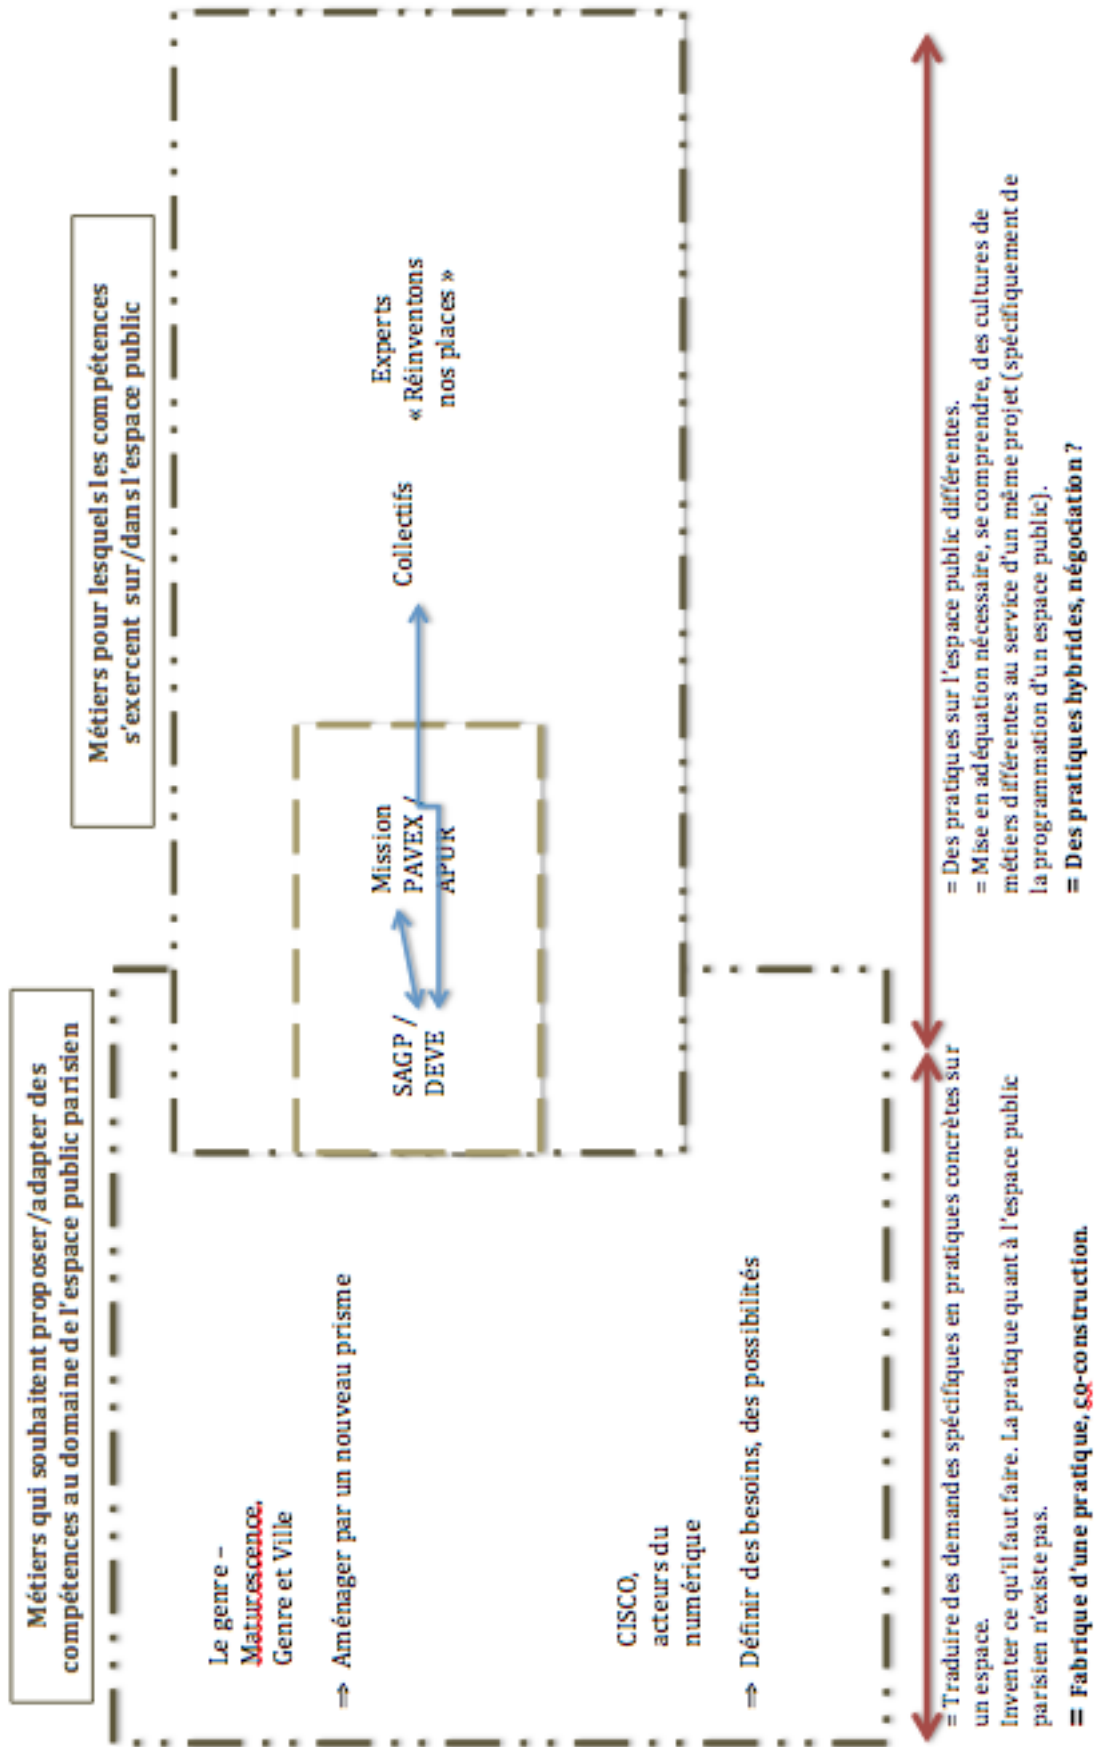 Métiers qui souhaitent proposer/adapter des
compétences au domaine de l'espace public parisien
Métiers pour lesquels les compétences
s'exercent sur/dans l'espace public
Le genre –
Maturescence,
Genre et Ville
⇒ Aménager par un nouveau prisme
CISCO,
acteurs du
numérique
⇒ Définir des besoins, des possibilités
SAGP /
DEVE
Mission
PAVEX /
APUR
Collectifs
Experts
« Réinventons
nos places »
= Traduire des demandes spécifiques en pratiques concrètes sur
un espace.
Inventer ce qu'il faut faire. La pratique quant à l'espace public
parisien n'existe pas.
= Fabrique d'une pratique, co-construction.
= Des pratiques sur l'espace public différentes.
= Mise en adéquation nécessaire, se comprendre, des cultures de
métiers différentes au service d'un même projet (spécifiquement de
la programmation d'un espace public).
= Des pratiques hybrides, négociation ?